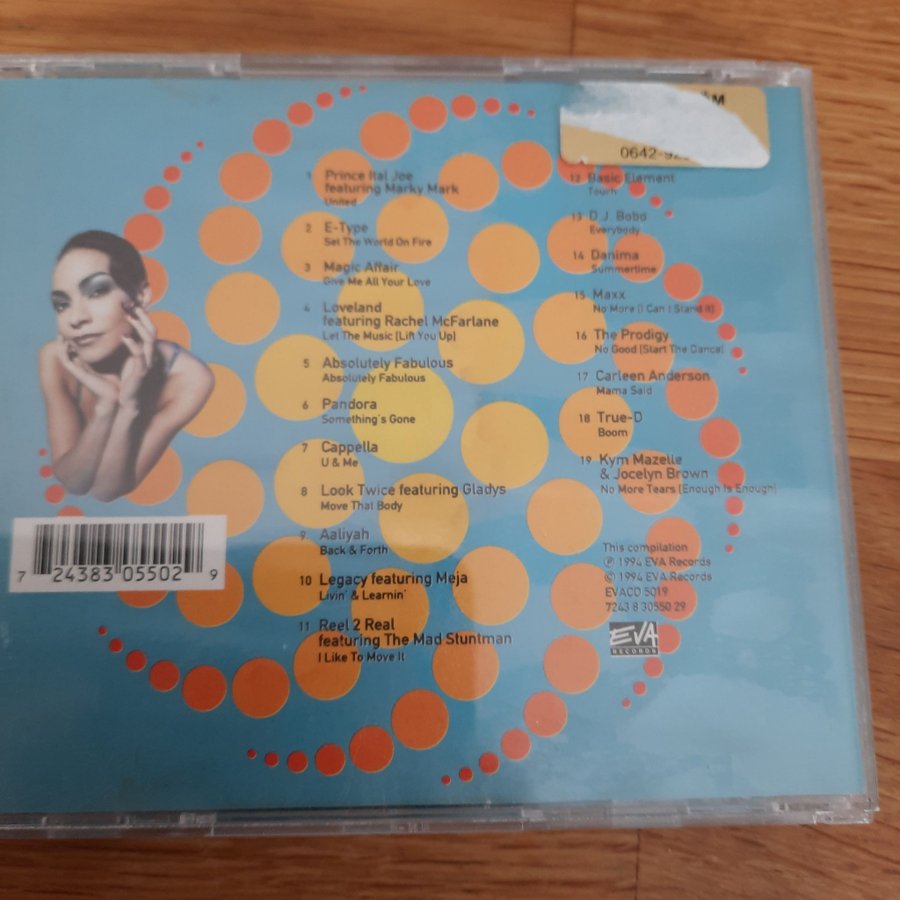 M
0642-92
1 Prince Ital Joe
featuring Marky Mark
United
2 E-Type
Set The World On Fire
3 Magic Affair
Give Me All Your Love
4 Loveland
featuring Rachel McFarlane
Let The Music (Lift You Up)
5 Absolutely Fabulous
Absolutely Fabulous
6 Pandora
Something's Gone
7 Cappella
U & Me
8 Look Twice featuring Gladys
Move That Body
9 Aaliyah
Back & Forth
10 Legacy featuring Meja
Livin' & Learnin'
11 Reel 2 Real
featuring The Mad Stuntman
I Like To Move It
12 Basic Element
Touch
13 D.J. Bobo
Everybody
14 Danima
Summertime
15 Maxx
No More (I Can't Stand It)
16 The Prodigy
No Good (Start The Dance)
17 Carleen Anderson
Mama Said
18 True-D
Boom
19 Kym Mazelle
& Jocelyn Brown
No More Tears (Enough Is Enough)
This compilation
℗ 1994 EVA Records
© 1994 EVA Records
EVACD 5019
7243 8 30550 29
EVA
RECORDS
7 24383 05502 9